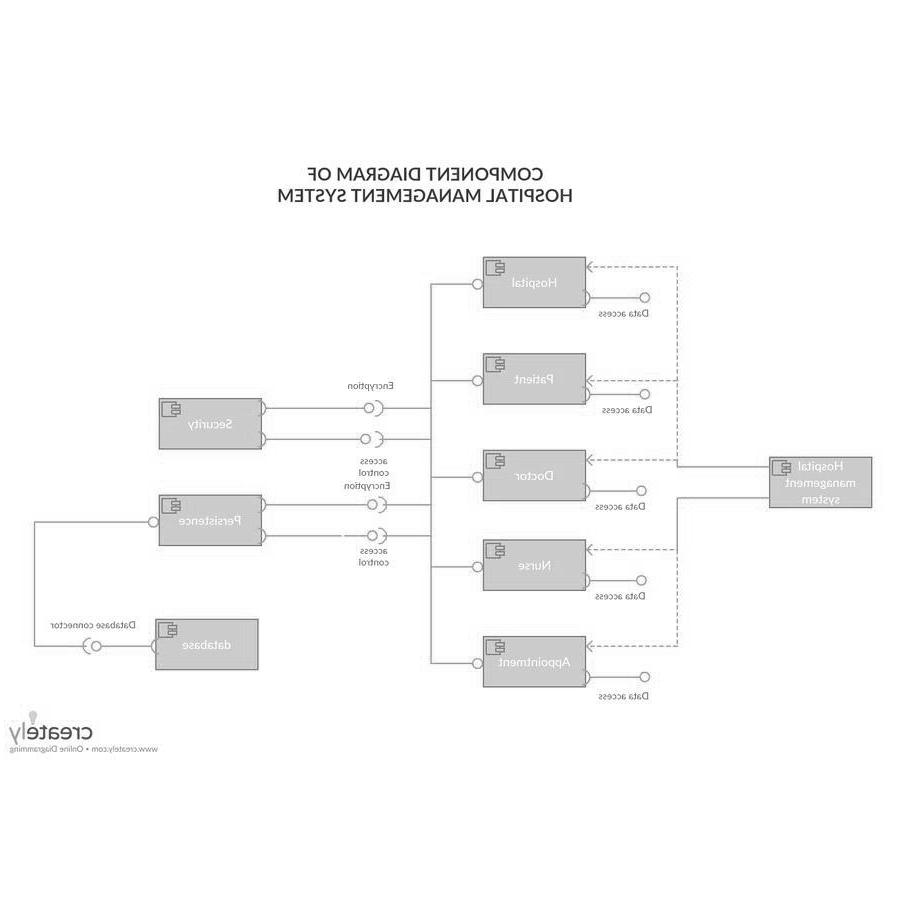 COMPONENT DIAGRAM OF
HOSPITAL MANAGEMENT SYSTEM
Hospital
Data access
Patient
Data access
Hospital
management
system
Doctor
Data access
Nurse
Data access
Appointment
Data access
Encryption
Security
access
control
Encryption
Persistence
access
control
Database connector
database
creately
www.creately.com • Online Diagramming